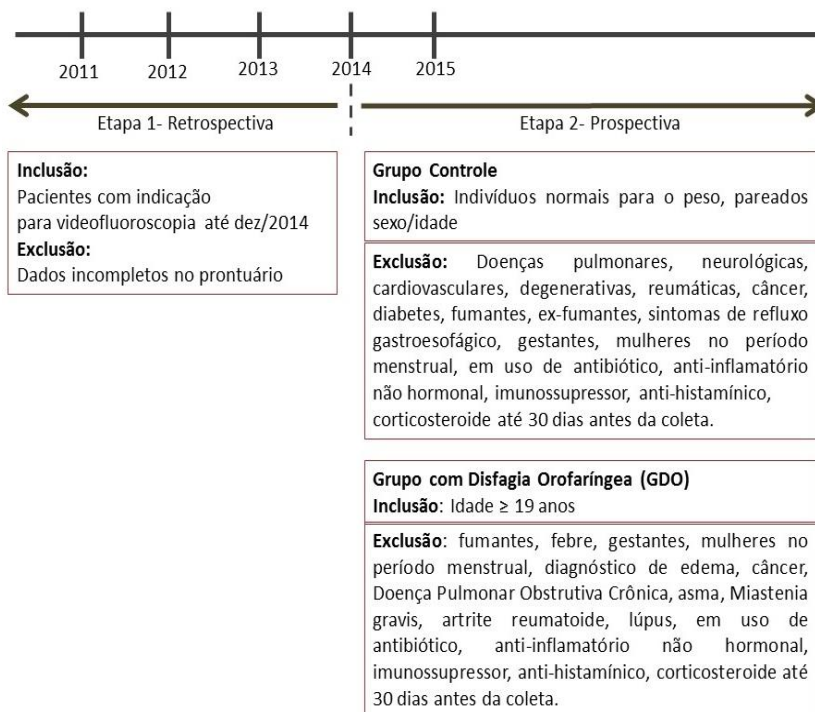 2011 2012 2013 2014 2015
Etapa 1- Retrospectiva
Etapa 2- Prospectiva
Inclusão:
Pacientes com indicação
para videofluoroscopia até dez/2014
Exclusão:
Dados incompletos no prontuário
Grupo Controle
Inclusão: Indivíduos normais para o peso, pareados
sexo/idade
Exclusão: Doenças pulmonares, neurológicas,
cardiovasculares, degenerativas, reumáticas, câncer,
diabetes, fumantes, ex-fumantes, sintomas de refluxo
gastroesofágico, gestantes, mulheres no período
menstrual, em uso de antibiótico, anti-inflamatório
não hormonal, imunossupressor, anti-histamínico,
corticosteroide até 30 dias antes da coleta.
Grupo com Disfagia Orofaríngea (GDO)
Inclusão: Idade ≥ 19 anos
Exclusão: fumantes, febre, gestantes, mulheres no
período menstrual, diagnóstico de edema, câncer,
Doença Pulmonar Obstrutiva Crônica, asma, Miastenia
gravis, artrite reumatoide, lúpus, em uso de
antibiótico, anti-inflamatório não hormonal,
imunossupressor, anti-histamínico, corticosteroide até
30 dias antes da coleta.